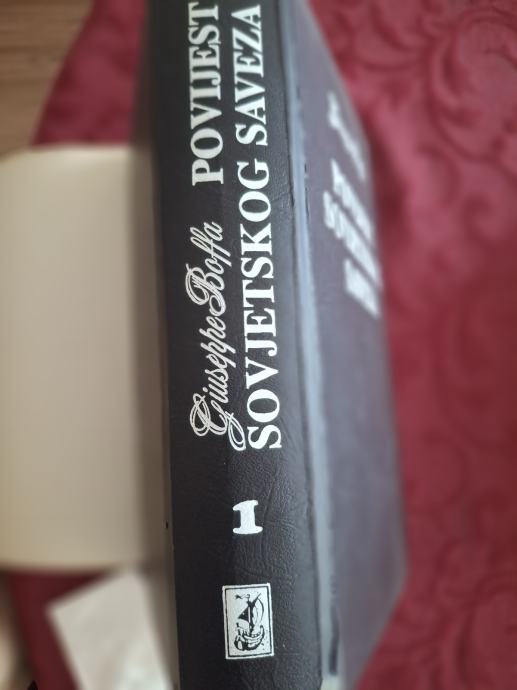 Giuseppe Boffa POVIJEST
SOVJETSKOG SAVEZA
1